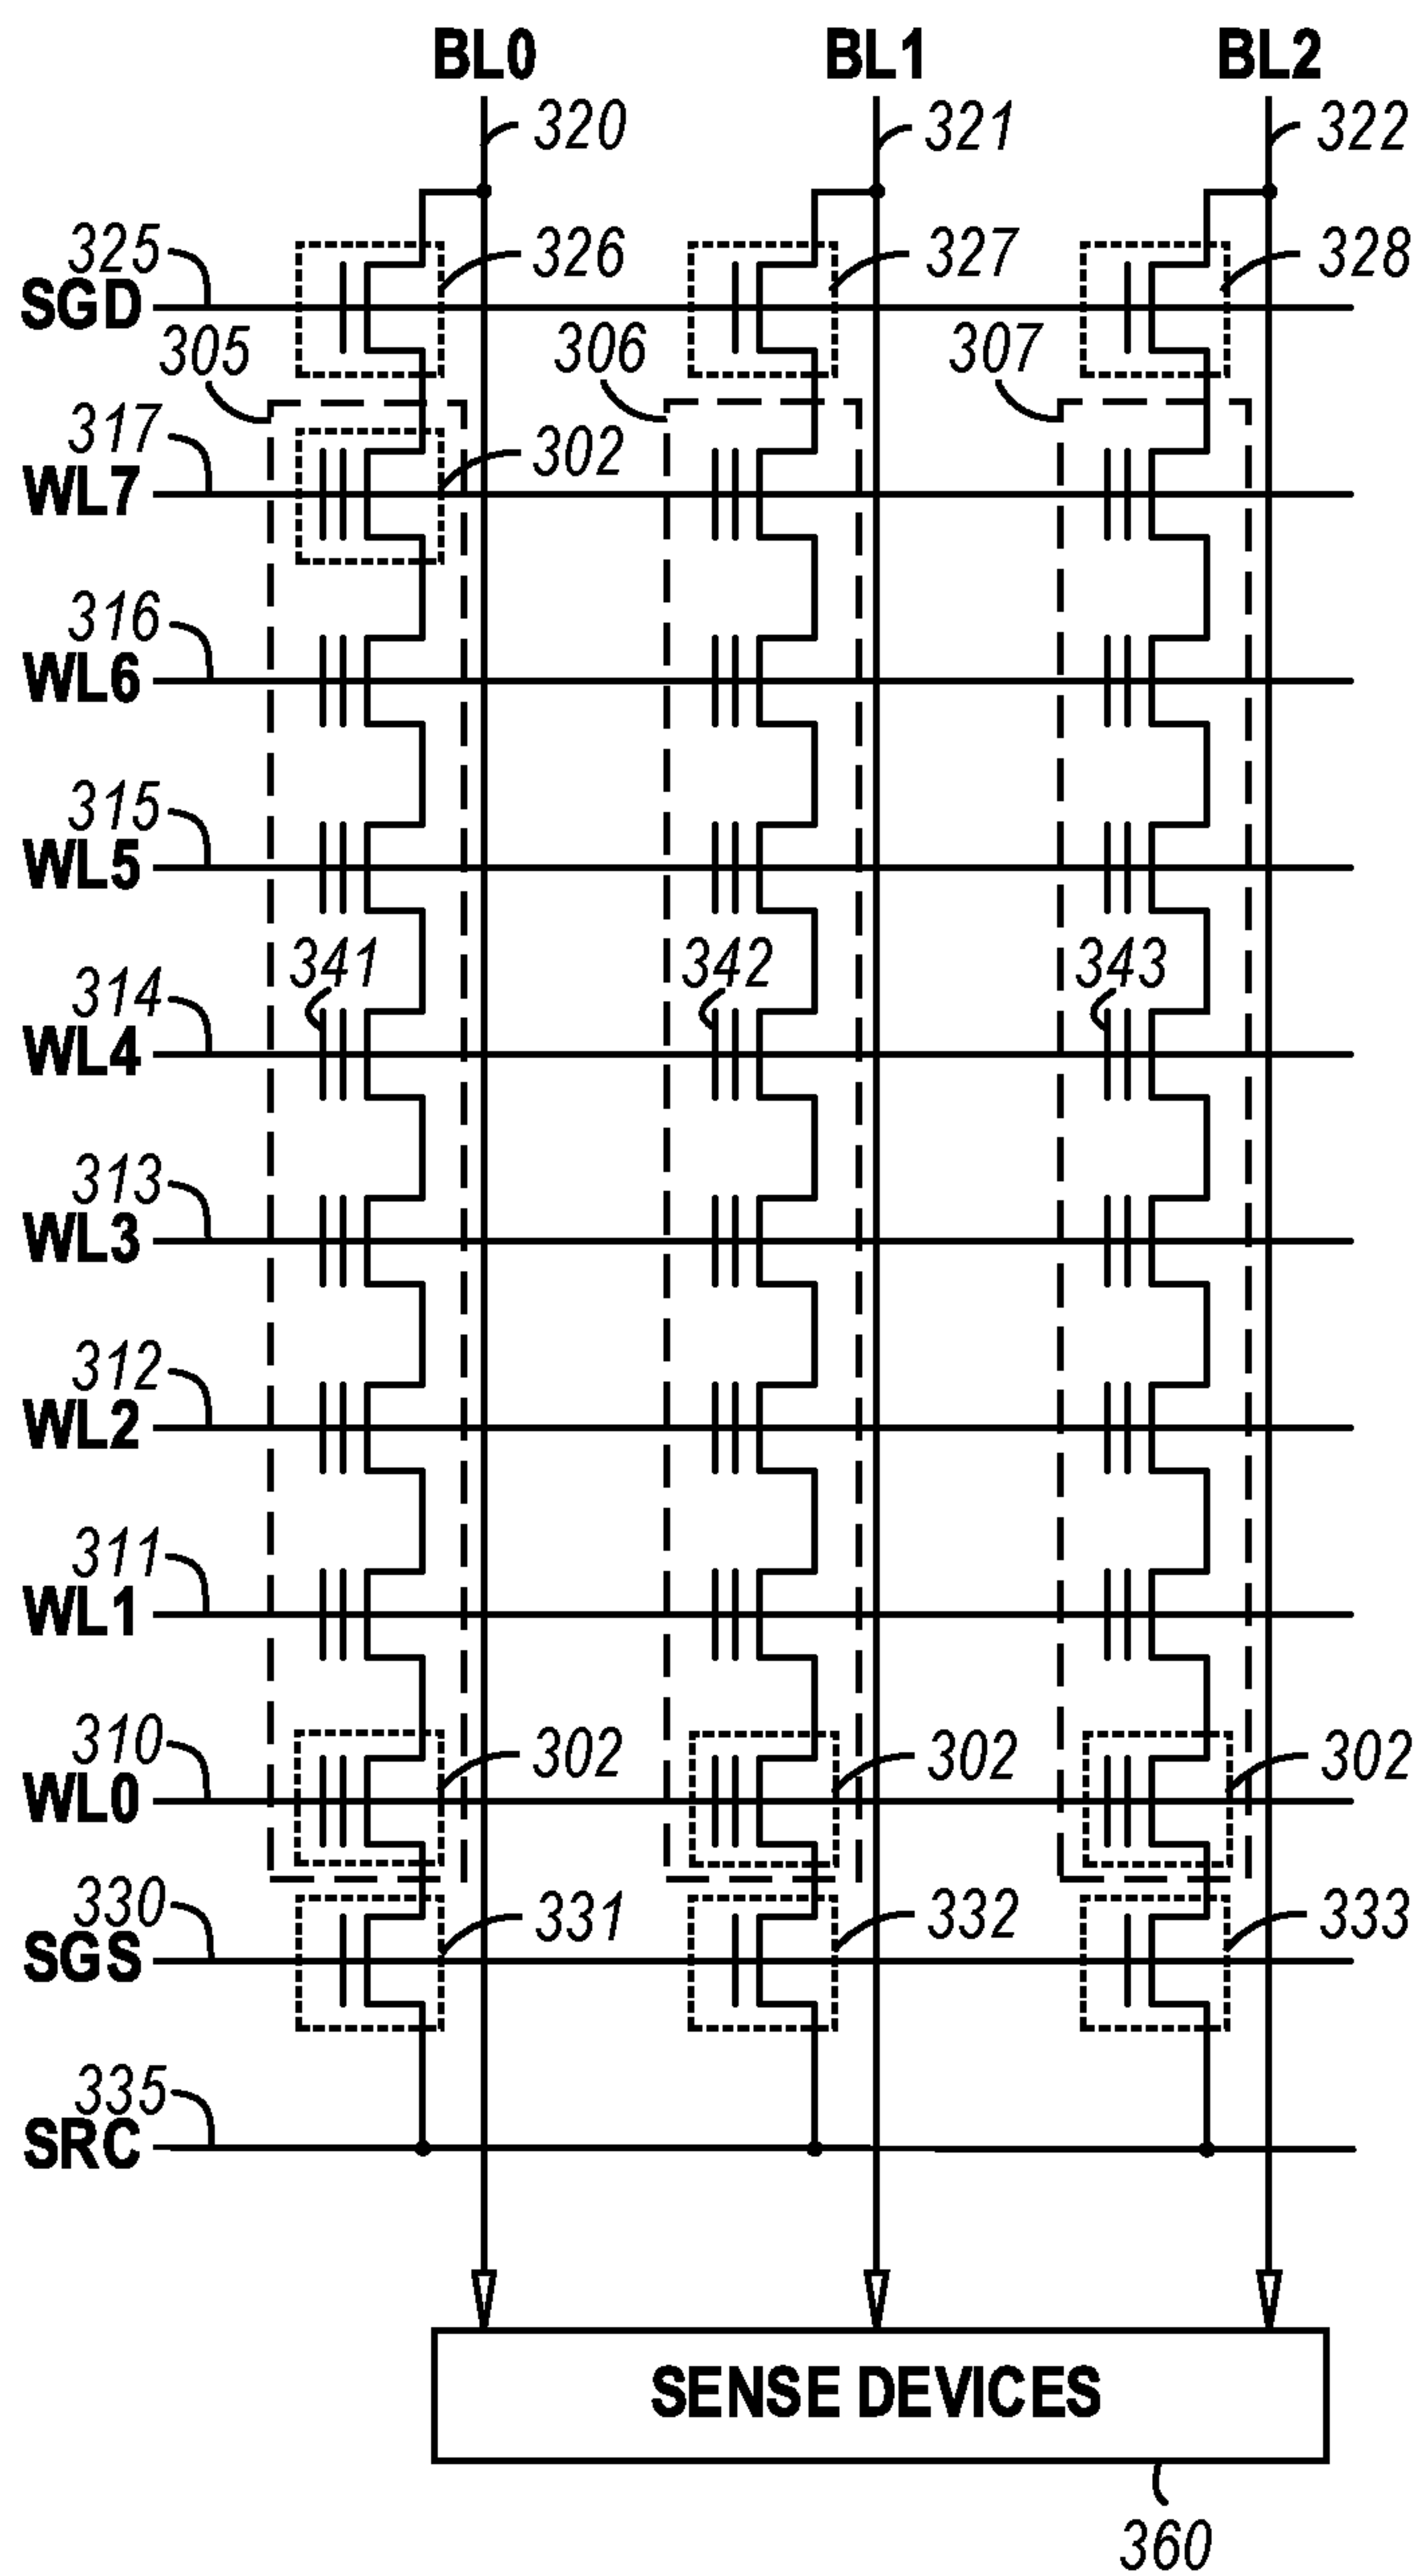 BL0 BL1 BL2
320 321 322
325 326 327 328
SGD
305 306 307
317 302
WL7
316
WL6
315
WL5
341 342 343
314
WL4
313
WL3
312
WL2
311
WL1
310 302 302 302
WL0
330 331 332 333
SGS
335
SRC
SENSE DEVICES
360